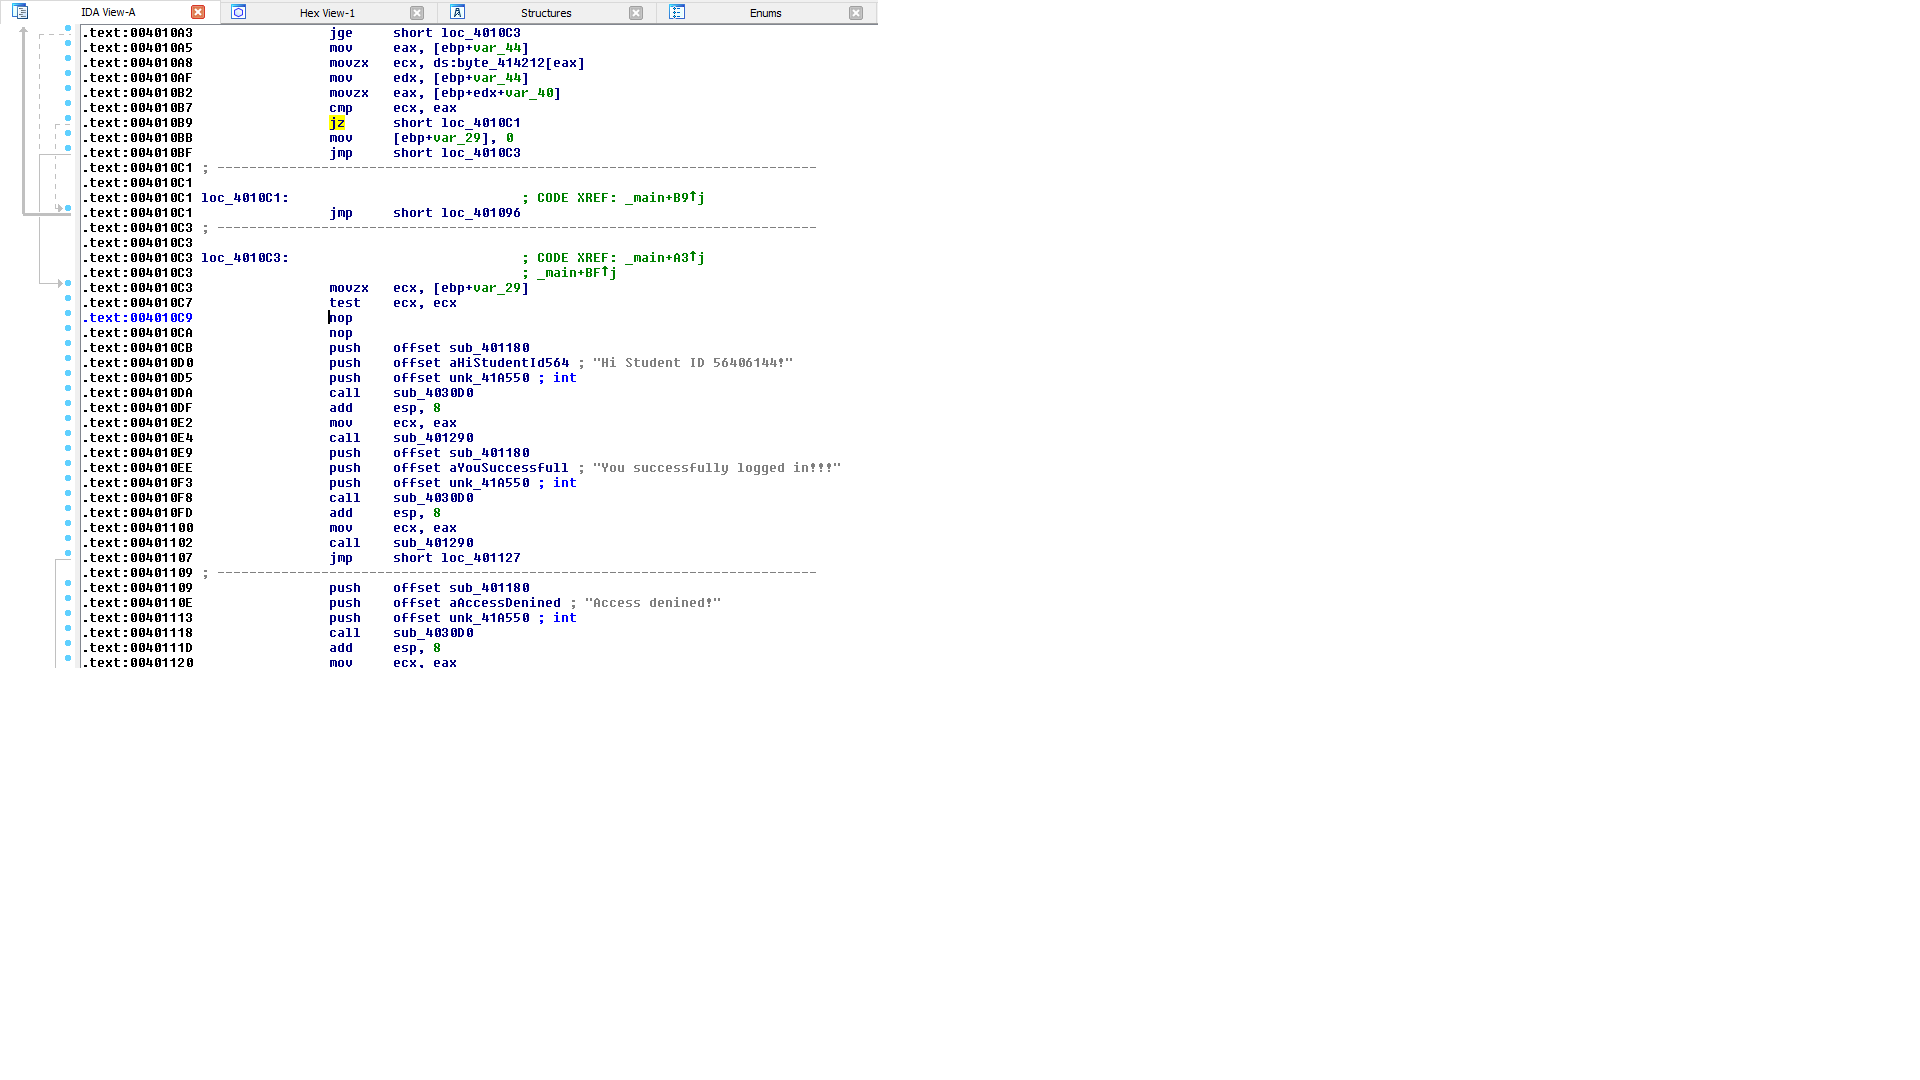 IDA View-A Hex View-1 Structures Enums
.text:004010A3 jge short loc_4010C3
.text:004010A5 mov eax, [ebp+var_44]
.text:004010A8 movzx ecx, ds:byte_414212[eax]
.text:004010AF mov edx, [ebp+var_44]
.text:004010B2 movzx eax, [ebp+edx+var_40]
.text:004010B7 cmp ecx, eax
.text:004010B9 jz short loc_4010C1
.text:004010BB mov [ebp+var_29], 0
.text:004010BF jmp short loc_4010C3
.text:004010C1 ; ---------------------------------------------------------------------------
.text:004010C1
.text:004010C1 loc_4010C1: ; CODE XREF: _main+B9↑j
.text:004010C1 jmp short loc_401096
.text:004010C3 ; ---------------------------------------------------------------------------
.text:004010C3
.text:004010C3 loc_4010C3: ; CODE XREF: _main+A3↑j
.text:004010C3 ; _main+BF↑j
.text:004010C3 movzx ecx, [ebp+var_29]
.text:004010C7 test ecx, ecx
.text:004010C9 nop
.text:004010CA nop
.text:004010CB push offset sub_401180
.text:004010D0 push offset aHiStudentId564 ; "Hi Student ID 56406144!"
.text:004010D5 push offset unk_41A550 ; int
.text:004010DA call sub_4030D0
.text:004010DF add esp, 8
.text:004010E2 mov ecx, eax
.text:004010E4 call sub_401290
.text:004010E9 push offset sub_401180
.text:004010EE push offset aYouSuccessfull ; "You successfully logged in!!!"
.text:004010F3 push offset unk_41A550 ; int
.text:004010F8 call sub_4030D0
.text:004010FD add esp, 8
.text:00401100 mov ecx, eax
.text:00401102 call sub_401290
.text:00401107 jmp short loc_401127
.text:00401109 ; ---------------------------------------------------------------------------
.text:00401109 push offset sub_401180
.text:0040110E push offset aAccessDenined ; "Access denined!"
.text:00401113 push offset unk_41A550 ; int
.text:00401118 call sub_4030D0
.text:0040111D add esp, 8
.text:00401120 mov ecx, eax